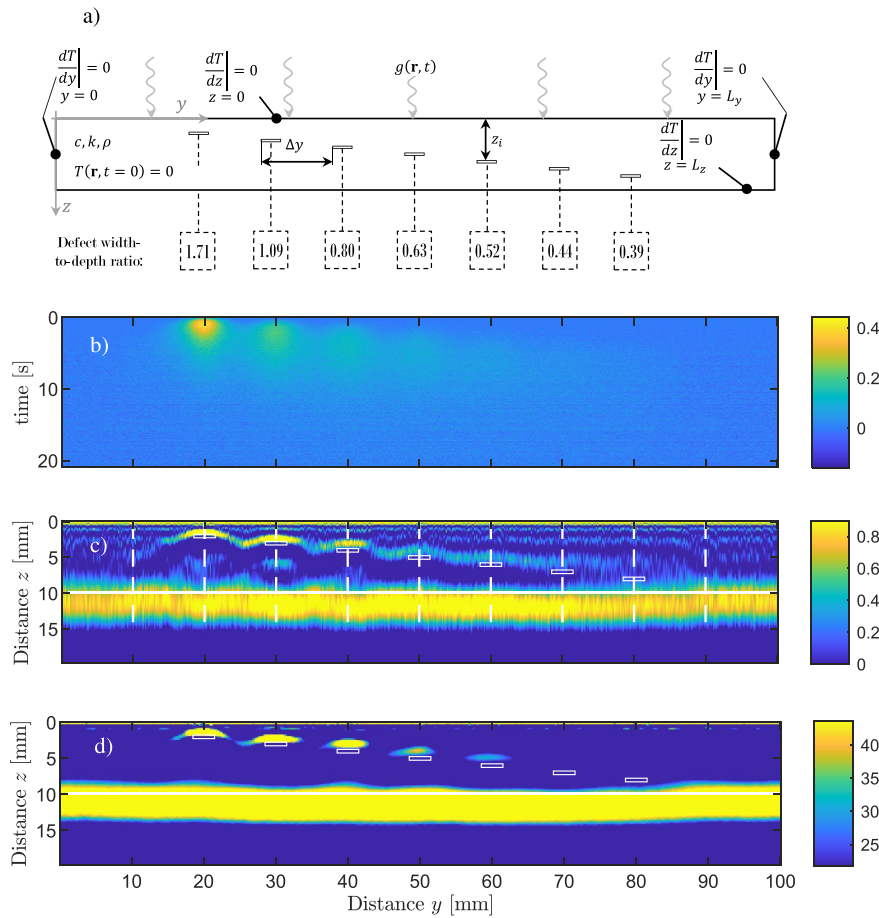 a)
dT/dy| = 0
y = 0
dT/dz| = 0
z = 0
g(r, t)
dT/dy| = 0
y = L_y
y
c, k, ρ
Δy
z_i
dT/dz| = 0
z = L_z
T(r, t = 0) = 0
z
Defect width-
to-depth ratio:
1.71 1.09 0.80 0.63 0.52 0.44 0.39
b)
time [s]
0
10
20
0.4
0.2
0
c)
Distance z [mm]
0
5
10
15
0.8
0.6
0.4
0.2
0
d)
Distance z [mm]
0
5
10
15
40
35
30
25
10 20 30 40 50 60 70 80 90 100
Distance y [mm]